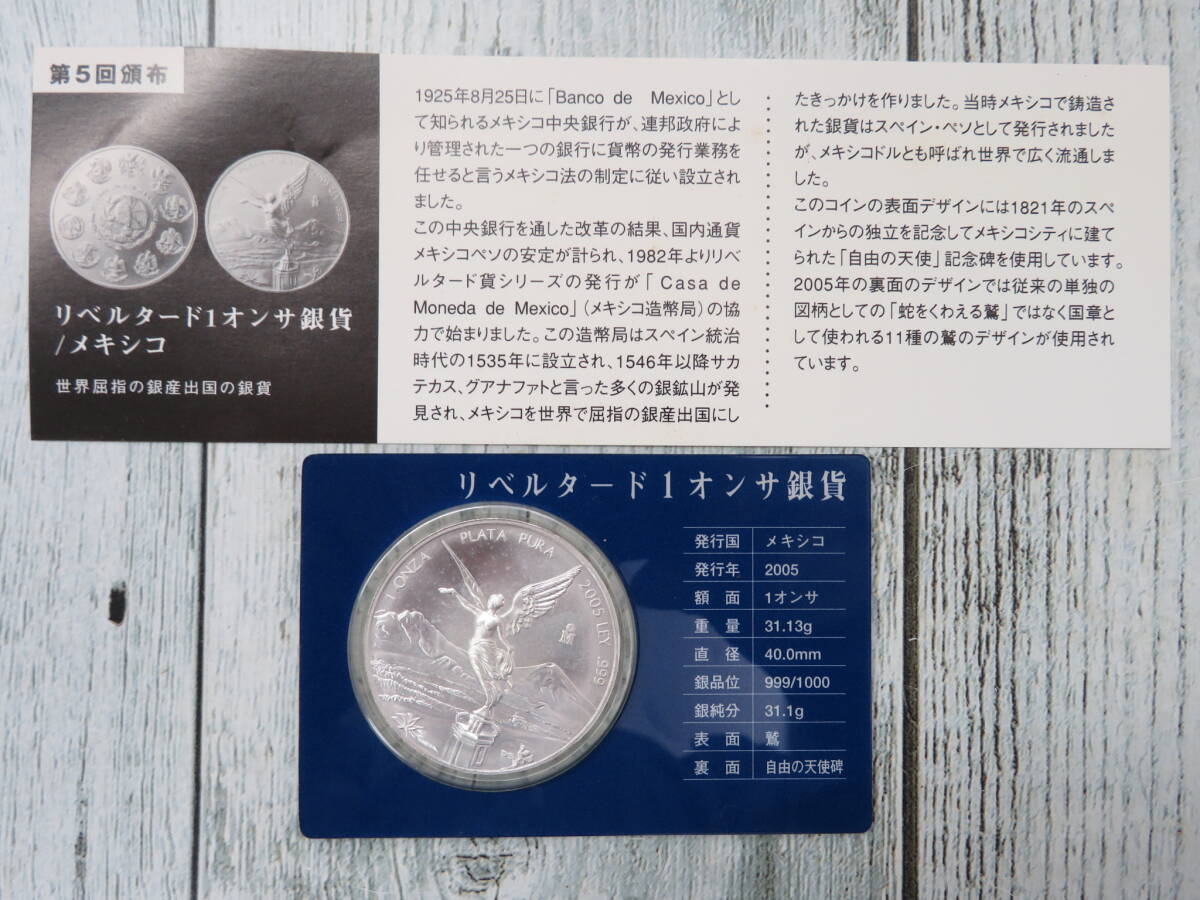 第5回頒布
リベルタード1オンサ銀貨
/メキシコ
世界屈指の銀産出国の銀貨
1925年8月25日に「Banco de Mexico」とし
て知られるメキシコ中央銀行が、連邦政府によ
り管理された一つの銀行に貨幣の発行業務を
任せると言うメキシコ法の制定に従い設立され
ました。
この中央銀行を通した改革の結果、国内通貨
メキシコペソの安定が計られ、1982年よりリベ
ルタード貨シリーズの発行が「Casa de
Moneda de Mexico」(メキシコ造幣局)の協
力で始まりました。この造幣局はスペイン統治
時代の1535年に設立され、1546年以降サカ
テカス、グアナファトと言った多くの銀鉱山が発
見され、メキシコを世界で屈指の銀産出国にし
たきっかけを作りました。当時メキシコで鋳造さ
れた銀貨はスペイン・ペソとして発行されました
が、メキシコドルとも呼ばれ世界で広く流通しま
した。
このコインの表面デザインには1821年のスペ
インからの独立を記念してメキシコシティに建て
られた「自由の天使」記念碑を使用しています。
2005年の裏面のデザインでは従来の単独の
図柄としての「蛇をくわえる鷲」ではなく国章と
して使われる11種の鷲のデザインが使用され
ています。
リベルタード1オンサ銀貨
1 ONZA PLATA PURA 2005 LEY .999
発行国 メキシコ
発行年 2005
額面 1オンサ
重量 31.13g
直径 40.0mm
銀品位 999/1000
銀純分 31.1g
表面 鷲
裏面 自由の天使碑